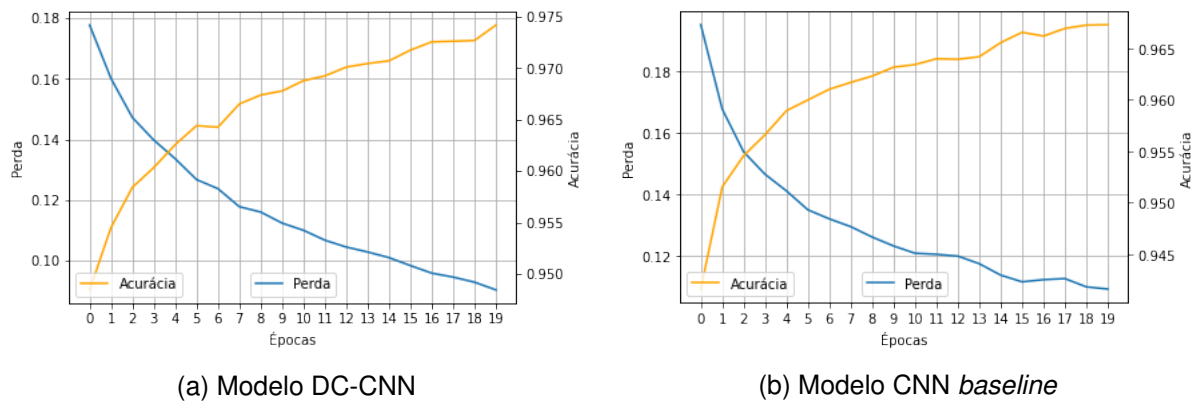 0.18
0.16
0.14
0.12
0.10
Perda
0.975
0.970
0.965
0.960
0.955
0.950
Acurácia
Acurácia
Perda
0 1 2 3 4 5 6 7 8 9 10 11 12 13 14 15 16 17 18 19
Épocas
(a) Modelo DC-CNN
0.18
0.16
0.14
0.12
Perda
0.965
0.960
0.955
0.950
0.945
Acurácia
Acurácia
Perda
0 1 2 3 4 5 6 7 8 9 10 11 12 13 14 15 16 17 18 19
Épocas
(b) Modelo CNN baseline